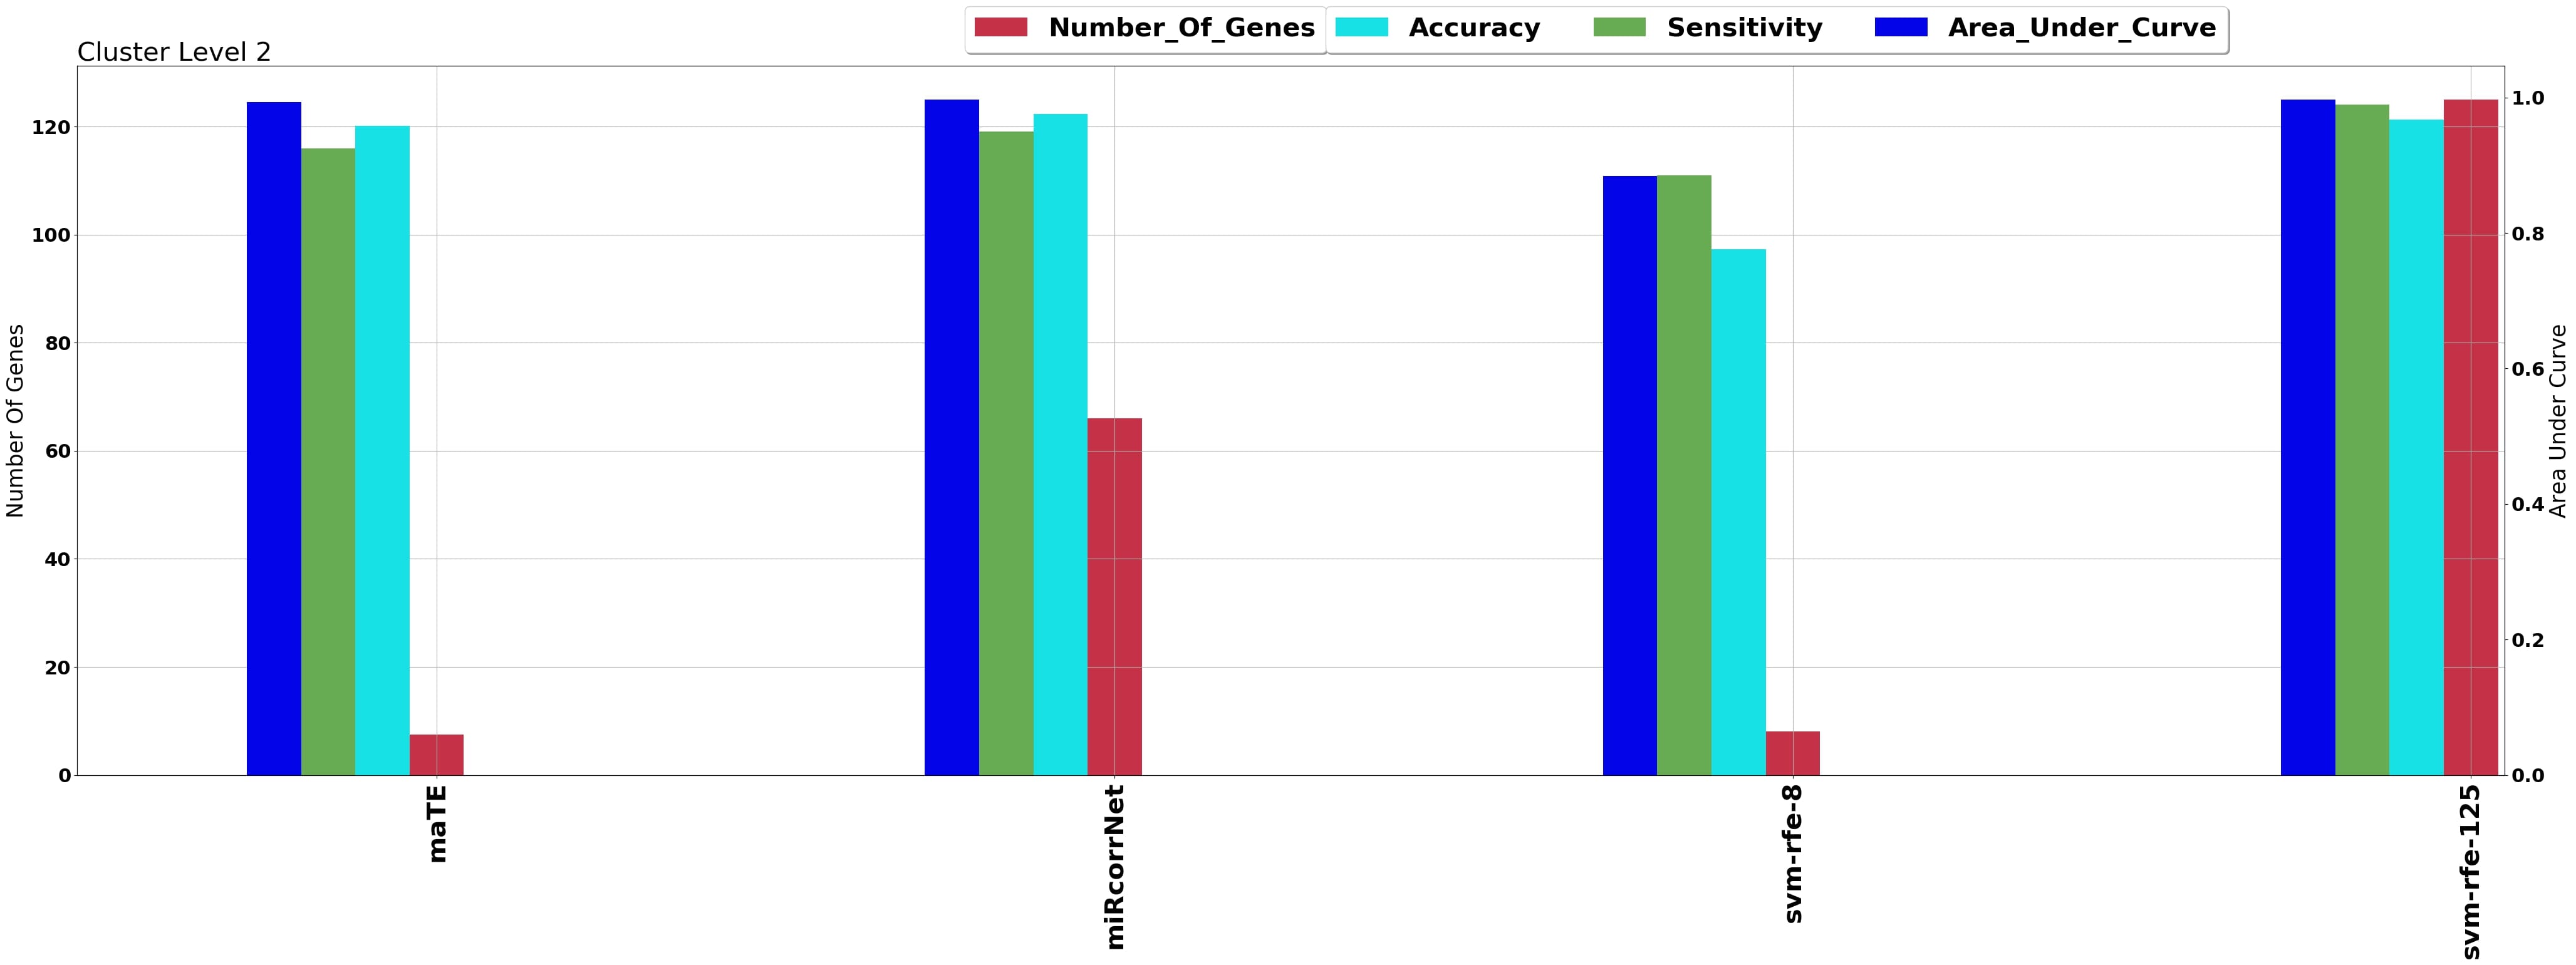 Number_Of_Genes Accuracy Sensitivity Area_Under_Curve
Cluster Level 2
Number Of Genes
120
100
80
60
40
20
0
1.0
0.8
0.6
0.4
0.2
0.0
Area Under Curve
maTE
miRcorrNet
svm-rfe-8
svm-rfe-125